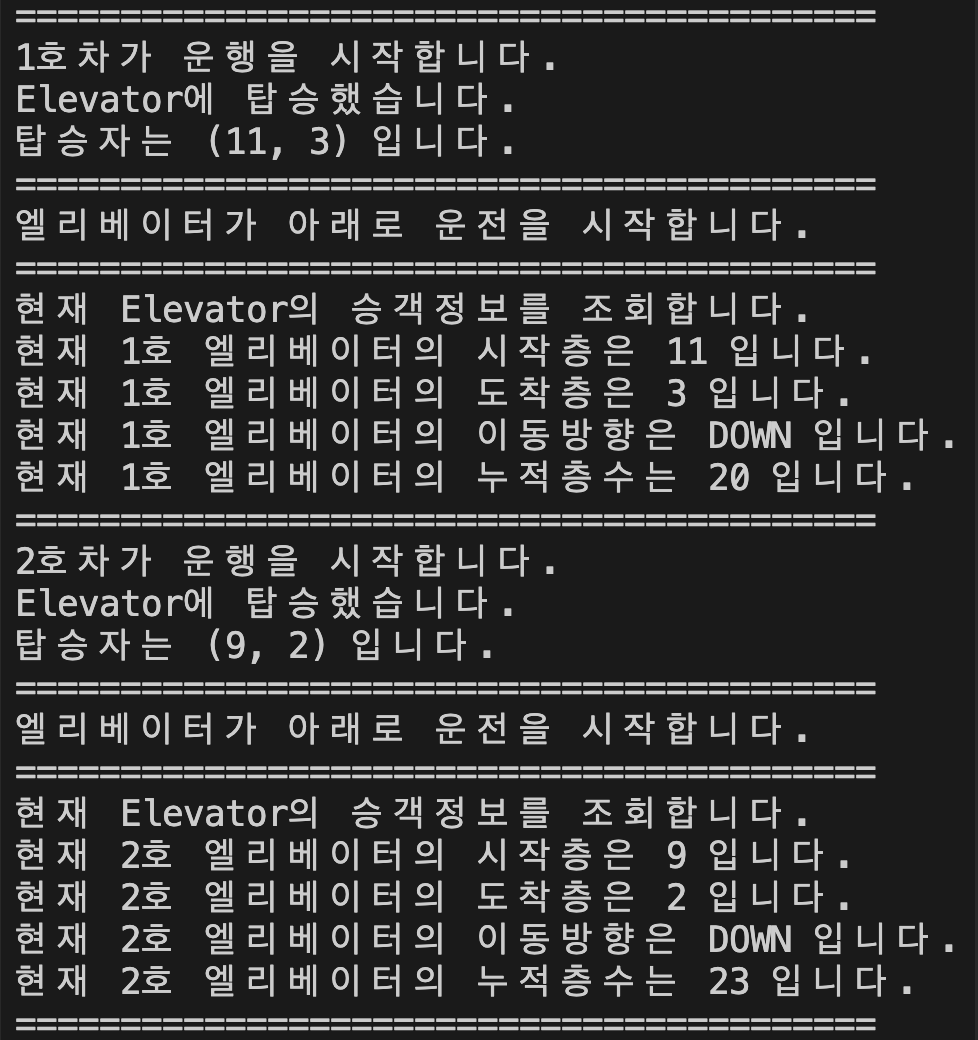 =========================================
1호차가 운행을 시작합니다.
Elevator에 탑승했습니다.
탑승자는 (11, 3) 입니다.
=========================================
엘리베이터가 아래로 운전을 시작합니다.
=========================================
현재 Elevator의 승객정보를 조회합니다.
현재 1호 엘리베이터의 시작층은 11 입니다.
현재 1호 엘리베이터의 도착층은 3 입니다.
현재 1호 엘리베이터의 이동방향은 DOWN 입니다.
현재 1호 엘리베이터의 누적층수는 20 입니다.
=========================================
2호차가 운행을 시작합니다.
Elevator에 탑승했습니다.
탑승자는 (9, 2) 입니다.
=========================================
엘리베이터가 아래로 운전을 시작합니다.
=========================================
현재 Elevator의 승객정보를 조회합니다.
현재 2호 엘리베이터의 시작층은 9 입니다.
현재 2호 엘리베이터의 도착층은 2 입니다.
현재 2호 엘리베이터의 이동방향은 DOWN 입니다.
현재 2호 엘리베이터의 누적층수는 23 입니다.
=========================================